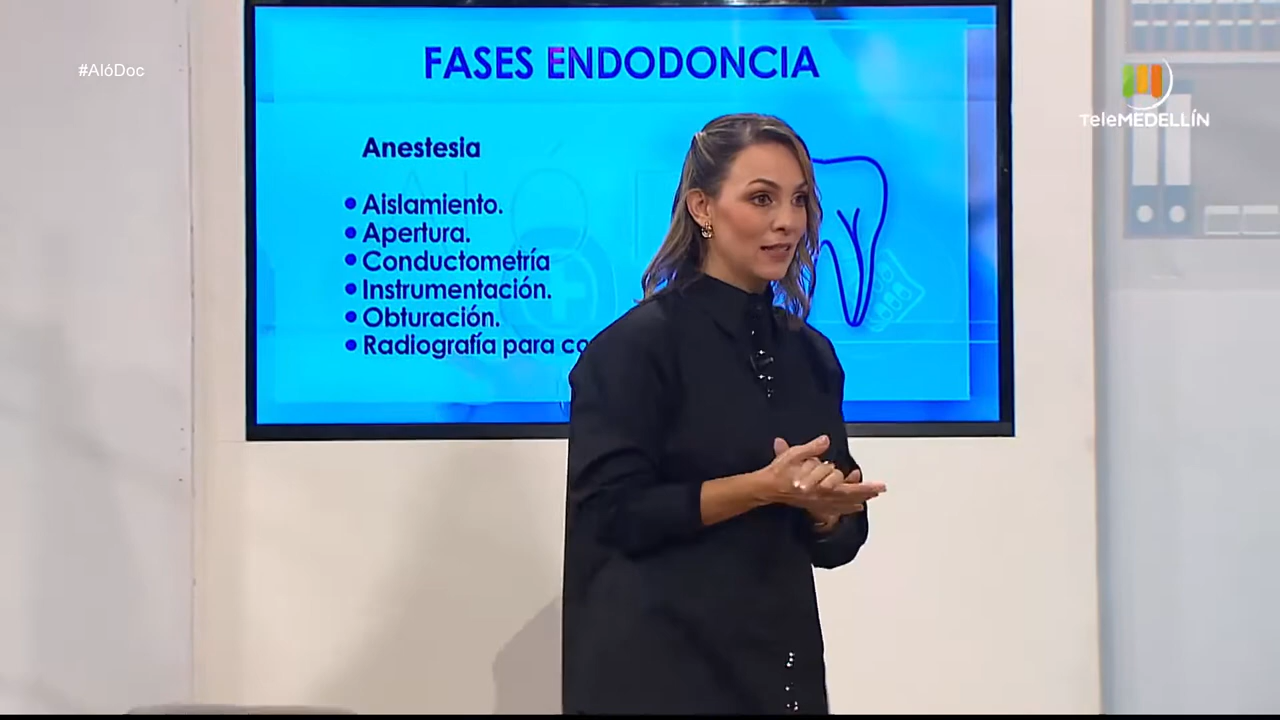 #AlóDoc
TeleMEDELLÍN
FASES ENDODONCIA
Anestesia
• Aislamiento.
• Apertura.
• Conductometría
• Instrumentación.
• Obturación.
• Radiografía para